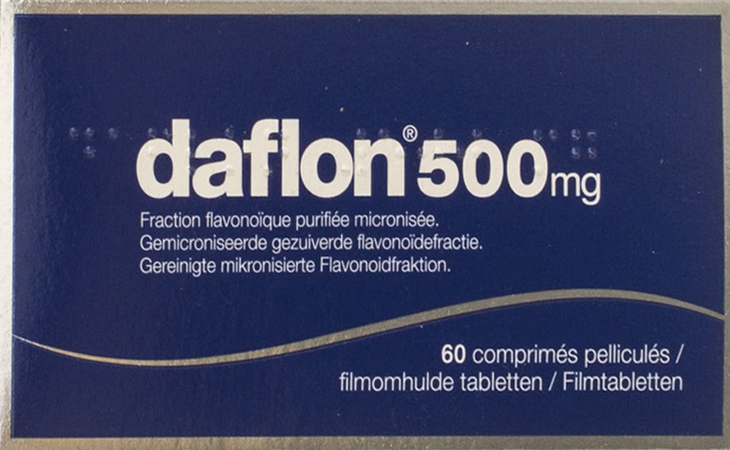 daflon® 500mg
Fraction flavonoïque purifiée micronisée.
Gemicroniseerde gezuiverde flavonoïdefractie.
Gereinigte mikronisierte Flavonoidfraktion.
60 comprimés pelliculés /
filmomhulde tabletten / Filmtabletten